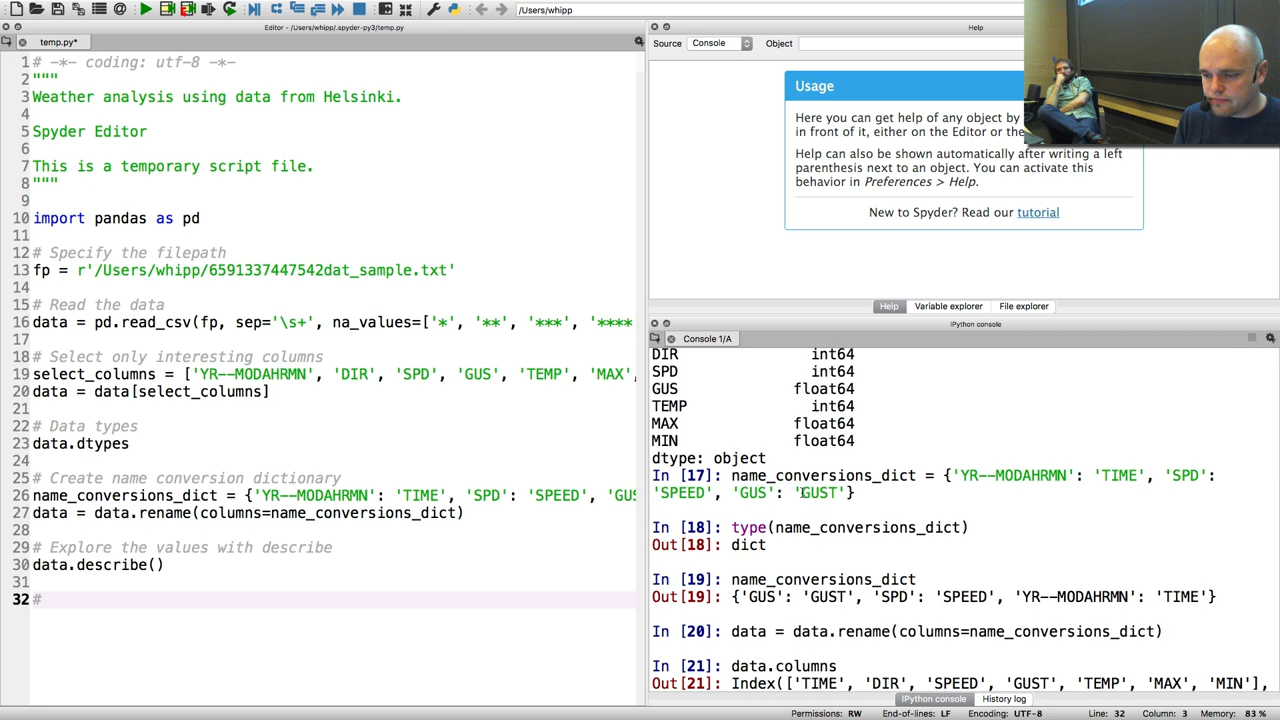 /Users/whipp
Editor - /Users/whipp/.spyder-py3/temp.py
temp.py*
1 # -*- coding: utf-8 -*-
2 """
3 Weather analysis using data from Helsinki.
4
5 Spyder Editor
6
7 This is a temporary script file.
8 """
9
10 import pandas as pd
11
12 # Specify the filepath
13 fp = r'/Users/whipp/6591337447542dat_sample.txt'
14
15 # Read the data
16 data = pd.read_csv(fp, sep='\s+', na_values=['*', '**', '***', '****
17
18 # Select only interesting columns
19 select_columns = ['YR--MODAHRMN', 'DIR', 'SPD', 'GUS', 'TEMP', 'MAX',
20 data = data[select_columns]
21
22 # Data types
23 data.dtypes
24
25 # Create name conversion dictionary
26 name_conversions_dict = {'YR--MODAHRMN': 'TIME', 'SPD': 'SPEED', 'GUS
27 data = data.rename(columns=name_conversions_dict)
28
29 # Explore the values with describe
30 data.describe()
31
32 #
Help
Source Console Object
Usage
Here you can get help of any object by
in front of it, either on the Editor or the
Help can also be shown automatically after writing a left
parenthesis next to an object. You can activate this
behavior in Preferences > Help.
New to Spyder? Read our tutorial
Help Variable explorer File explorer
IPython console
Console 1/A
DIR int64
SPD int64
GUS float64
TEMP int64
MAX float64
MIN float64
dtype: object
In [17]: name_conversions_dict = {'YR--MODAHRMN': 'TIME', 'SPD':
'SPEED', 'GUS': 'GUST'}
In [18]: type(name_conversions_dict)
Out[18]: dict
In [19]: name_conversions_dict
Out[19]: {'GUS': 'GUST', 'SPD': 'SPEED', 'YR--MODAHRMN': 'TIME'}
In [20]: data = data.rename(columns=name_conversions_dict)
In [21]: data.columns
Out[21]: Index(['TIME', 'DIR', 'SPEED', 'GUST', 'TEMP', 'MAX', 'MIN'],
IPython console History log
Permissions: RW End-of-lines: LF Encoding: UTF-8 Line: 32 Column: 3 Memory: 83 %